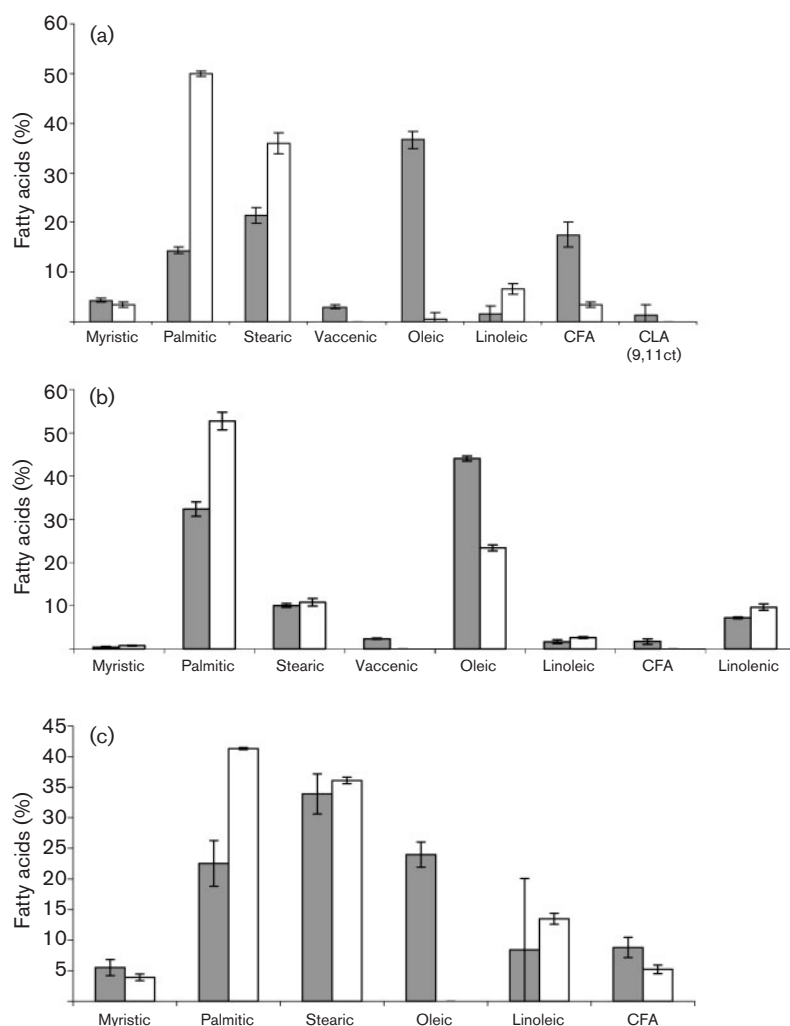 (a)
Fatty acids (%)
60
50
40
30
20
10
Myristic Palmitic Stearic Vaccenic Oleic Linoleic CFA CLA
(9,11ct)
(b)
Fatty acids (%)
60
50
40
30
20
10
Myristic Palmitic Stearic Vaccenic Oleic Linoleic CFA Linolenic
(c)
Fatty acids (%)
45
40
35
30
25
20
15
10
5
Myristic Palmitic Stearic Oleic Linoleic CFA